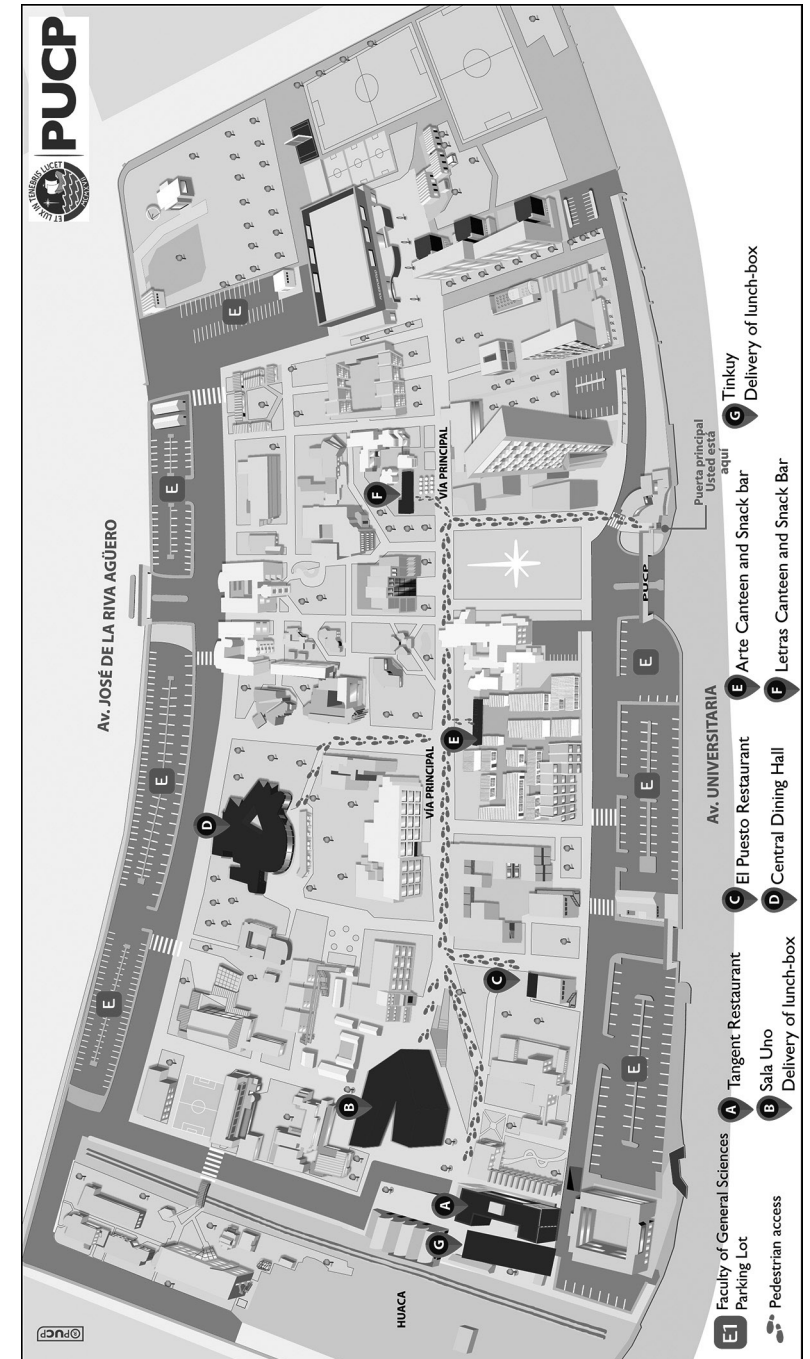 PUCP
ET LUX IN TENEBRIS LUCET
MCMXVII
Av. JOSÉ DE LA RIVA AGÜERO
E
E
E
E
D
F
VÍA PRINCIPAL
VÍA PRINCIPAL
E
B
C
A
G
HUACA
PUCP
E
E
E
Puerta principal
Usted está
aquí
Av. UNIVERSITARIA
E1 Faculty of General Sciences
Parking Lot
Pedestrian access
A Tangent Restaurant
B Sala Uno
Delivery of lunch-box
C El Puesto Restaurant
D Central Dining Hall
E Arte Canteen and Snack bar
F Letras Canteen and Snack Bar
G Tinkuy
Delivery of lunch-box
©PUCP